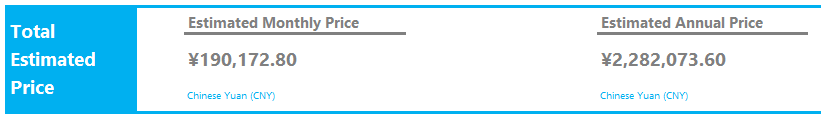 Total
Estimated
Price
Estimated Monthly Price
¥190,172.80
Chinese Yuan (CNY)
Estimated Annual Price
¥2,282,073.60
Chinese Yuan (CNY)